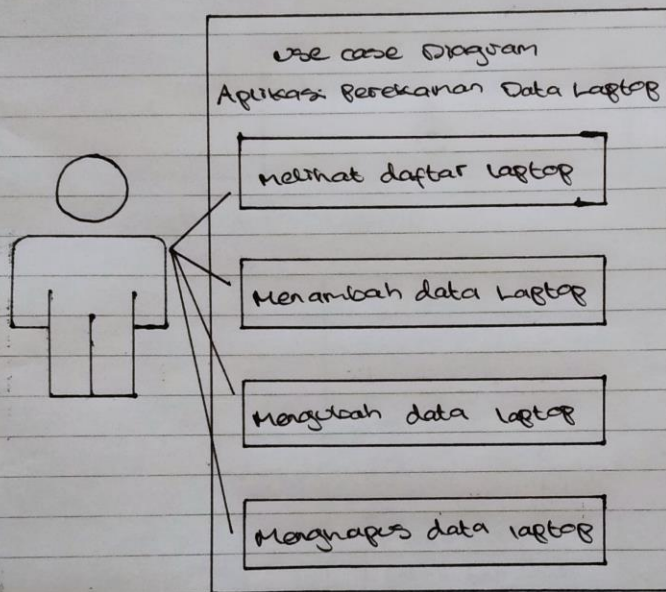 Use case Diagram
Aplikasi Perekaman Data Laptop
Melihat daftar laptop
Menambah data Laptop
Mengubah data laptop
Menghapus data laptop